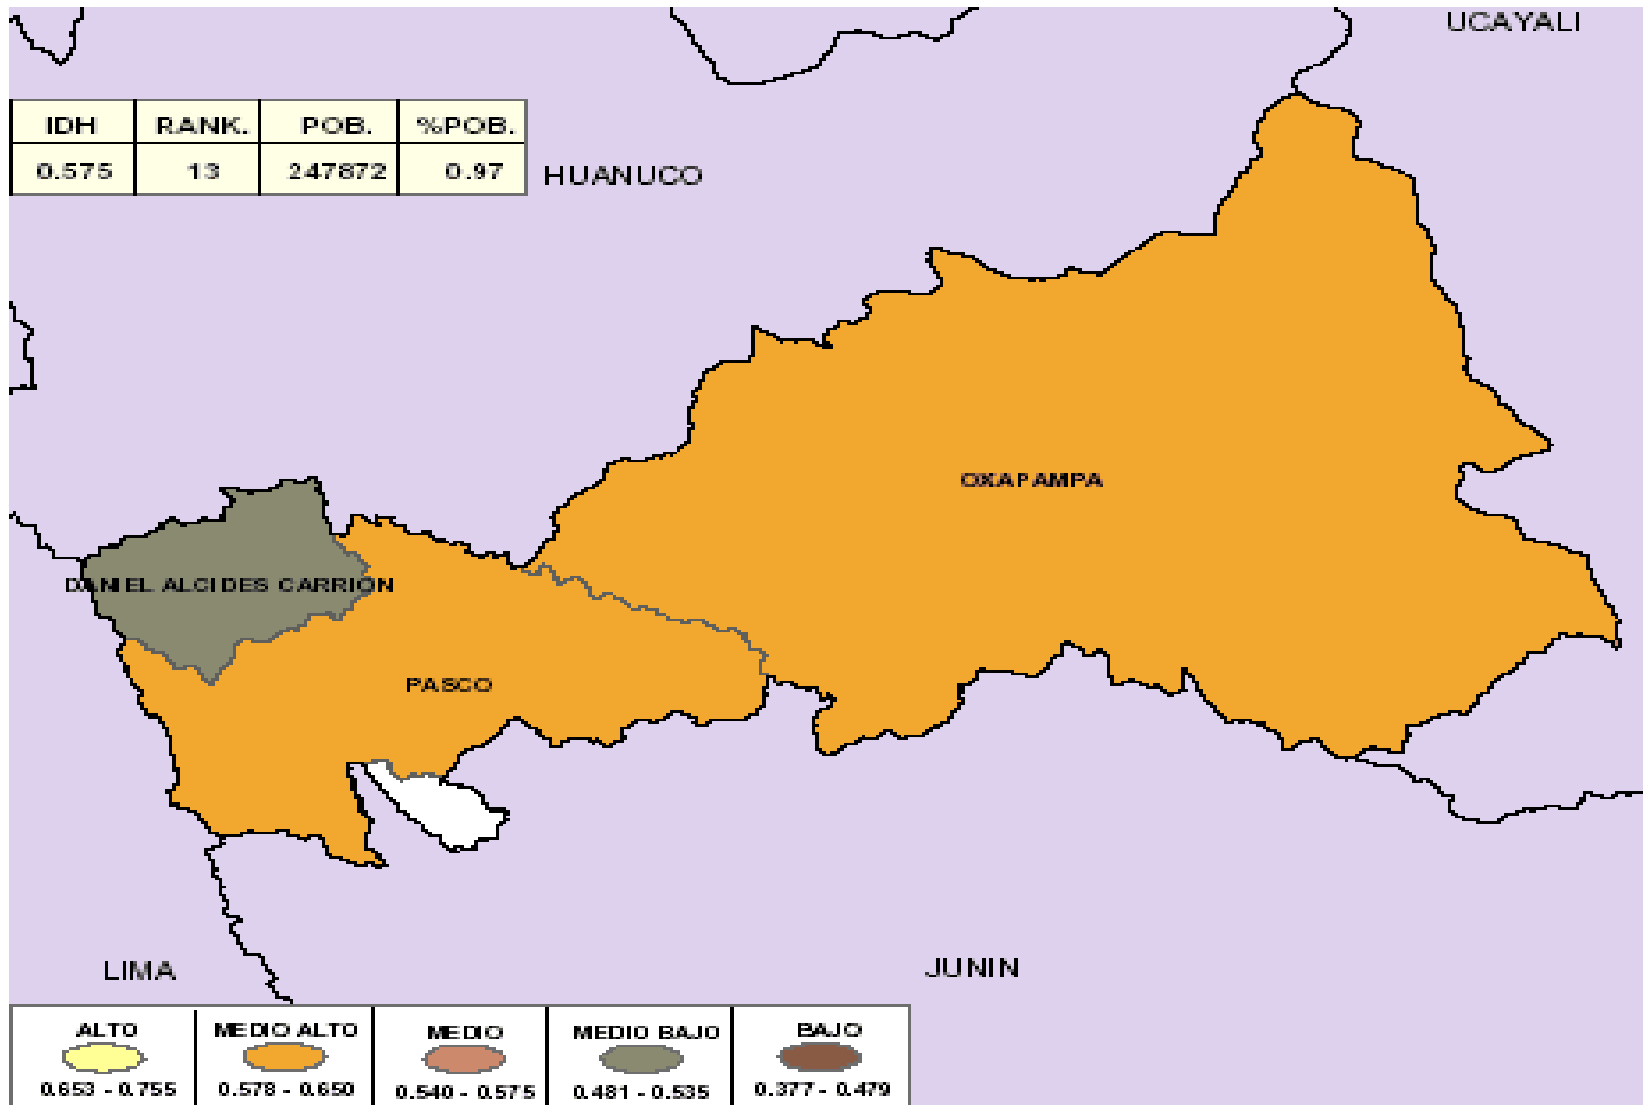 UCAYALI
IDH RANK. POB. %POB.
0.575 13 247872 0.97
HUANUCO
OXAPAMPA
DANIEL ALCIDES CARRION
PASCO
LIMA
JUNIN
ALTO MEDIO ALTO MEDIO MEDIO BAJO BAJO
0.653 - 0.755 0.578 - 0.650 0.540 - 0.575 0.481 - 0.535 0.377 - 0.479